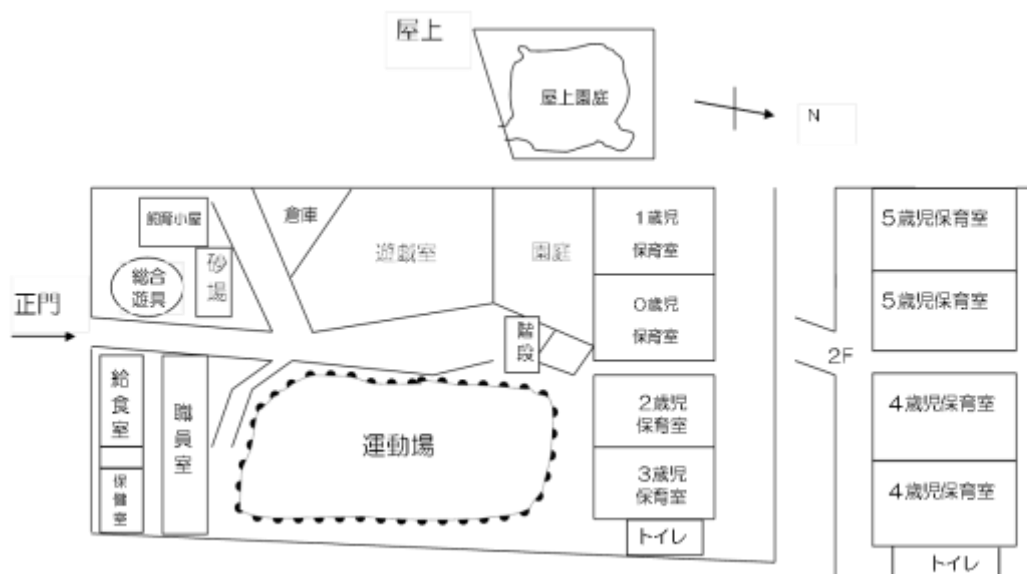 屋上
屋上園庭
N
飼育小屋
倉庫
遊戯室
園庭
1歳児
保育室
5歳児保育室
砂場
総合
遊具
正門
0歳児
保育室
5歳児保育室
階段
2F
給食室
職員室
運動場
2歳児
保育室
4歳児保育室
3歳児
保育室
4歳児保育室
保健室
トイレ
トイレ